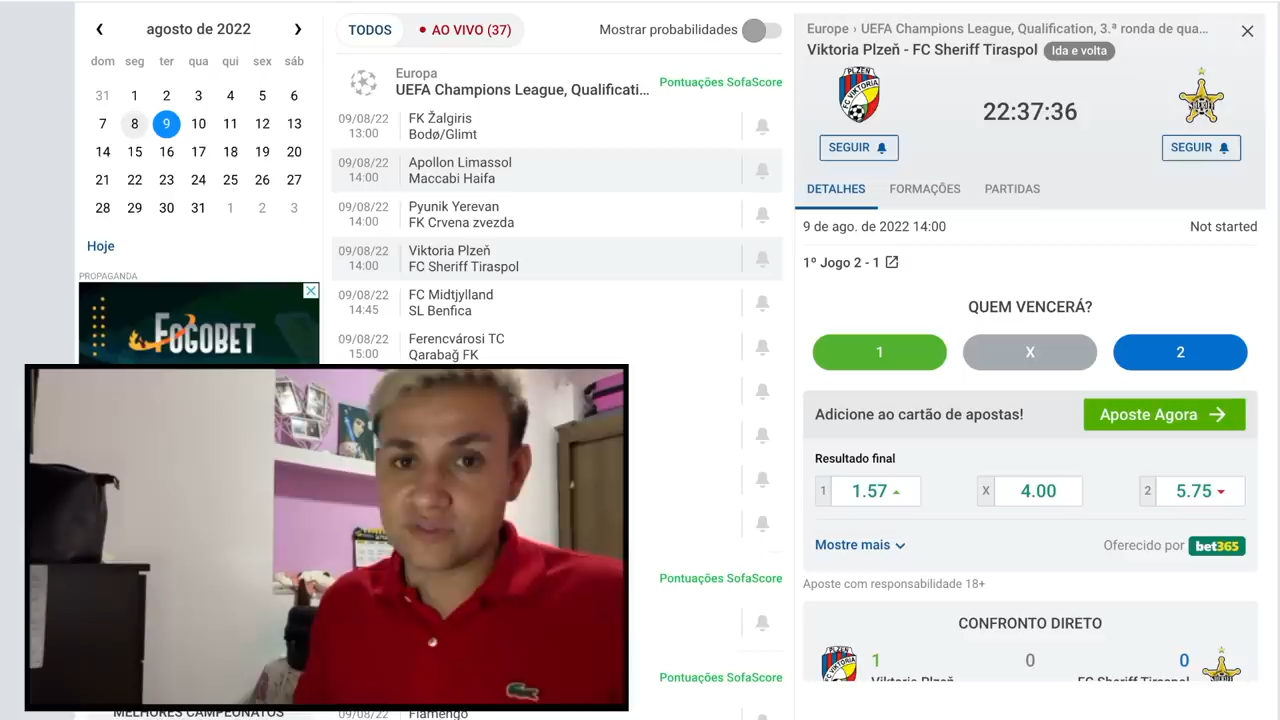 agosto de 2022
dom seg ter qua qui sex sáb
31 1 2 3 4 5 6
7 8 9 10 11 12 13
14 15 16 17 18 19 20
21 22 23 24 25 26 27
28 29 30 31 1 2 3
Hoje
PROPAGANDA
FOGOBET
MELHORES CAMPEONATOS
TODOS
AO VIVO (37)
Mostrar probabilidades
Europa
UEFA Champions League, Qualificati...
Pontuações SofaScore
09/08/22 FK Žalgiris
13:00 Bodø/Glimt
09/08/22 Apollon Limassol
14:00 Maccabi Haifa
09/08/22 Pyunik Yerevan
14:00 FK Crvena zvezda
09/08/22 Viktoria Plzeň
14:00 FC Sheriff Tiraspol
09/08/22 FC Midtjylland
14:45 SL Benfica
09/08/22 Ferencvárosi TC
15:00 Qarabağ FK
Pontuações SofaScore
Pontuações SofaScore
09/08/22 Flamengo
Europe › UEFA Champions League, Qualification, 3.ª ronda de qua...
Viktoria Plzeň - FC Sheriff Tiraspol Ida e volta
22:37:36
SEGUIR
SEGUIR
DETALHES FORMAÇÕES PARTIDAS
9 de ago. de 2022 14:00 Not started
1º Jogo 2 - 1
QUEM VENCERÁ?
1 X 2
Adicione ao cartão de apostas! Aposte Agora
Resultado final
1 1.57 X 4.00 2 5.75
Mostre mais
Oferecido por bet365
Aposte com responsabilidade 18+
CONFRONTO DIRETO
1 0 0
Viktoria Plzeň FC Sheriff Tiraspol